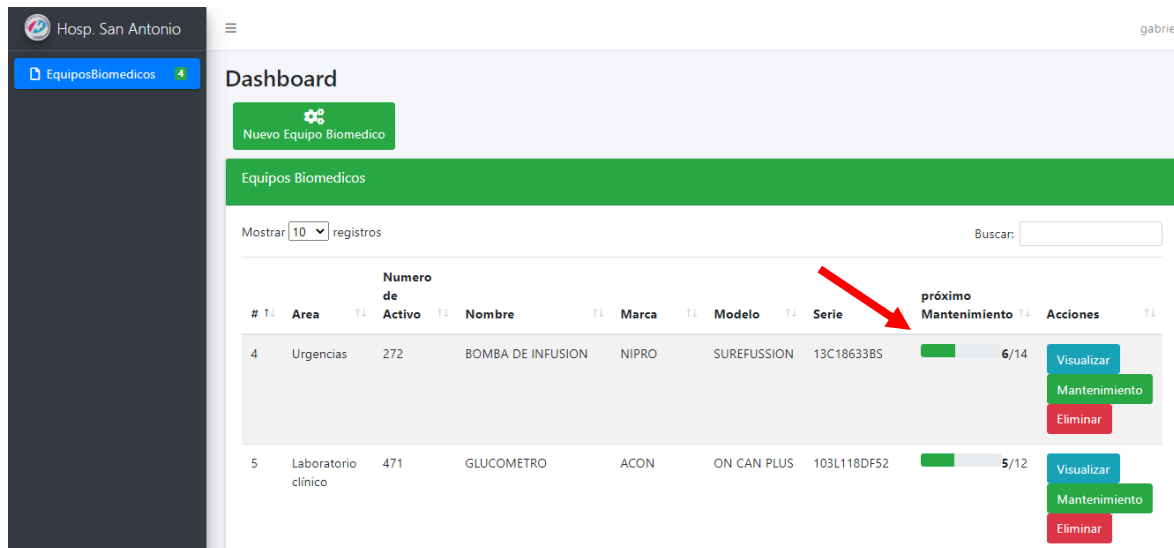 Hosp. San Antonio
gabrie
EquiposBiomedicos 4
Dashboard
Nuevo Equipo Biomedico
Equipos Biomedicos
Mostrar 10 registros
Buscar:
# Area Numero de Activo Nombre Marca Modelo Serie próximo Mantenimiento Acciones
4 Urgencias 272 BOMBA DE INFUSION NIPRO SUREFUSSION 13C18633BS 6/14 Visualizar
Mantenimiento
Eliminar
5 Laboratorio clínico 471 GLUCOMETRO ACON ON CAN PLUS 103L118DF52 5/12 Visualizar
Mantenimiento
Eliminar